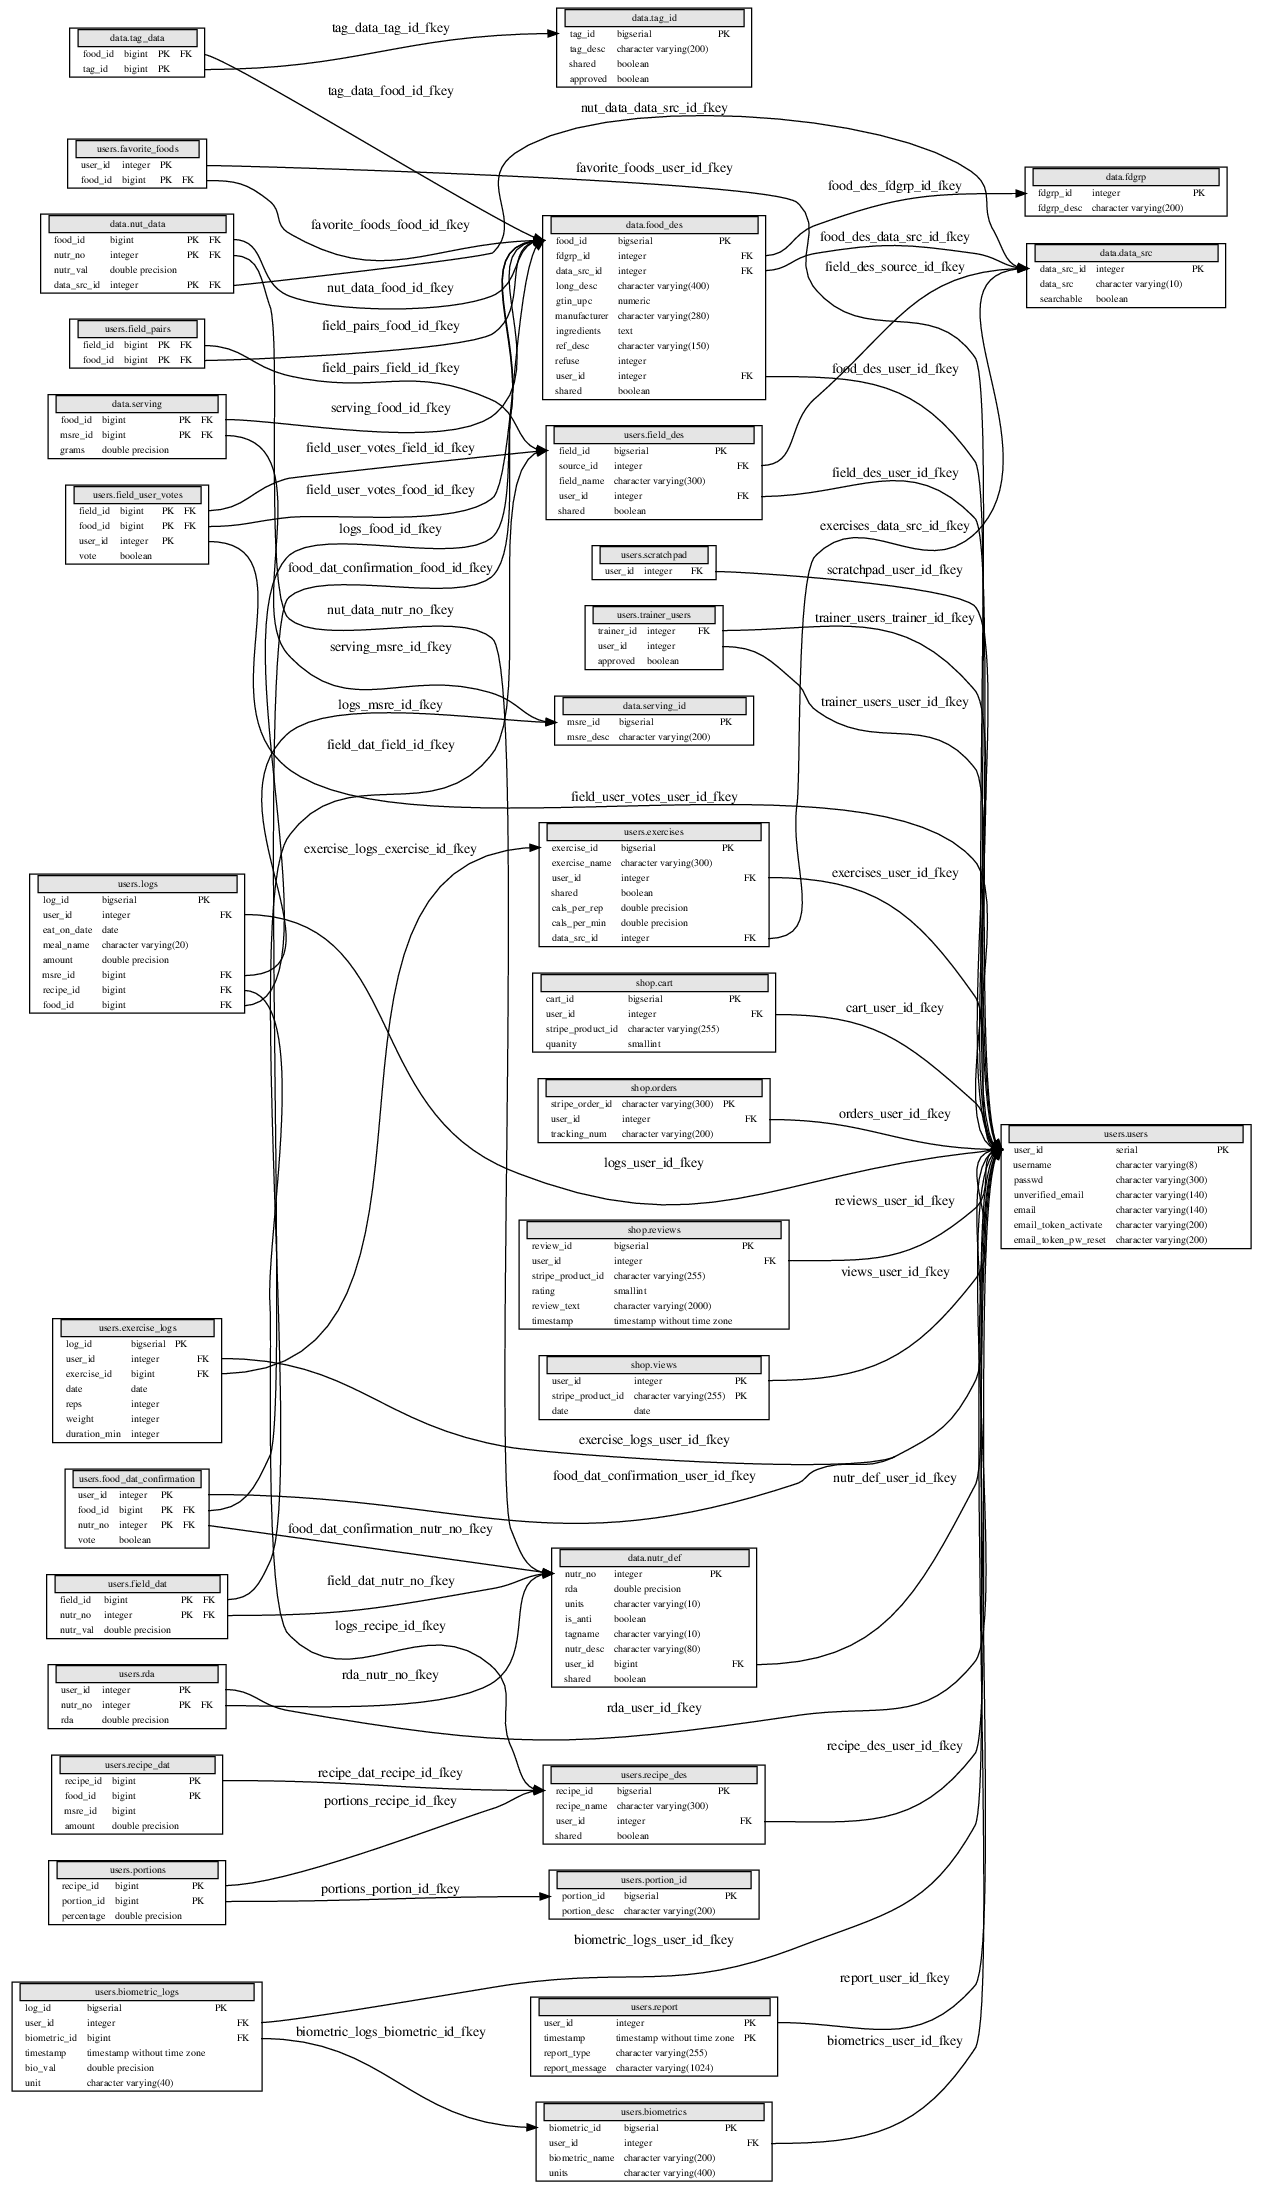 data.tag_data
food_id bigint PK FK
tag_id bigint PK
tag_data_tag_id_fkey
tag_data_food_id_fkey
data.tag_id
tag_id bigserial PK
tag_desc character varying(200)
shared boolean
approved boolean
nut_data_data_src_id_fkey
users.favorite_foods
user_id integer PK
food_id bigint PK FK
favorite_foods_user_id_fkey
favorite_foods_food_id_fkey
food_des_fdgrp_id_fkey
data.fdgrp
fdgrp_id integer PK
fdgrp_desc character varying(200)
data.nut_data
food_id bigint PK FK
nutr_no integer PK FK
nutr_val double precision
data_src_id integer PK FK
nut_data_food_id_fkey
data.food_des
food_id bigserial PK
fdgrp_id integer FK
data_src_id integer FK
long_desc character varying(400)
gtin_upc numeric
manufacturer character varying(280)
ingredients text
ref_desc character varying(150)
refuse integer
user_id integer FK
shared boolean
food_des_data_src_id_fkey
field_des_source_id_fkey
food_des_user_id_fkey
data.data_src
data_src_id integer PK
data_src character varying(10)
searchable boolean
users.field_pairs
field_id bigint PK FK
food_id bigint PK FK
field_pairs_food_id_fkey
field_pairs_field_id_fkey
data.serving
food_id bigint PK FK
msre_id bigint PK FK
grams double precision
serving_food_id_fkey
field_user_votes_field_id_fkey
users.field_des
field_id bigserial PK
source_id integer FK
field_name character varying(300)
user_id integer FK
shared boolean
field_des_user_id_fkey
exercises_data_src_id_fkey
users.field_user_votes
field_id bigint PK FK
food_id bigint PK FK
user_id integer PK
vote boolean
field_user_votes_food_id_fkey
logs_food_id_fkey
food_dat_confirmation_food_id_fkey
nut_data_nutr_no_fkey
serving_msre_id_fkey
users.scratchpad
user_id integer FK
scratchpad_user_id_fkey
users.trainer_users
trainer_id integer FK
user_id integer
approved boolean
trainer_users_trainer_id_fkey
trainer_users_user_id_fkey
logs_msre_id_fkey
field_dat_field_id_fkey
data.serving_id
msre_id bigserial PK
msre_desc character varying(200)
field_user_votes_user_id_fkey
exercise_logs_exercise_id_fkey
users.exercises
exercise_id bigserial PK
exercise_name character varying(300)
user_id integer FK
shared boolean
cals_per_rep double precision
cals_per_min double precision
data_src_id integer FK
exercises_user_id_fkey
users.logs
log_id bigserial PK
user_id integer FK
eat_on_date date
meal_name character varying(20)
amount double precision
msre_id bigint FK
recipe_id bigint FK
food_id bigint FK
shop.cart
cart_id bigserial PK
user_id integer FK
stripe_product_id character varying(255)
quanity smallint
cart_user_id_fkey
shop.orders
stripe_order_id character varying(300) PK
user_id integer FK
tracking_num character varying(200)
orders_user_id_fkey
logs_user_id_fkey
users.users
user_id serial PK
username character varying(8)
passwd character varying(300)
unverified_email character varying(140)
email character varying(140)
email_token_activate character varying(200)
email_token_pw_reset character varying(200)
shop.reviews
review_id bigserial PK
user_id integer FK
stripe_product_id character varying(255)
rating smallint
review_text character varying(2000)
timestamp timestamp without time zone
reviews_user_id_fkey
views_user_id_fkey
users.exercise_logs
log_id bigserial PK
user_id integer FK
exercise_id bigint FK
date date
reps integer
weight integer
duration_min integer
shop.views
user_id integer PK
stripe_product_id character varying(255) PK
date date
exercise_logs_user_id_fkey
food_dat_confirmation_user_id_fkey
nutr_def_user_id_fkey
users.food_dat_confirmation
user_id integer PK
food_id bigint PK FK
nutr_no integer PK FK
vote boolean
food_dat_confirmation_nutr_no_fkey
data.nutr_def
nutr_no integer PK
rda double precision
units character varying(10)
is_anti boolean
tagname character varying(10)
nutr_desc character varying(80)
user_id bigint FK
shared boolean
users.field_dat
field_id bigint PK FK
nutr_no integer PK FK
nutr_val double precision
field_dat_nutr_no_fkey
logs_recipe_id_fkey
users.rda
user_id integer PK
nutr_no integer PK FK
rda double precision
rda_nutr_no_fkey
rda_user_id_fkey
users.recipe_dat
recipe_id bigint PK
food_id bigint PK
msre_id bigint
amount double precision
recipe_dat_recipe_id_fkey
portions_recipe_id_fkey
users.recipe_des
recipe_id bigserial PK
recipe_name character varying(300)
user_id integer FK
shared boolean
recipe_des_user_id_fkey
users.portions
recipe_id bigint PK
portion_id bigint PK
percentage double precision
portions_portion_id_fkey
users.portion_id
portion_id bigserial PK
portion_desc character varying(200)
biometric_logs_user_id_fkey
users.biometric_logs
log_id bigserial PK
user_id integer FK
biometric_id bigint FK
timestamp timestamp without time zone
bio_val double precision
unit character varying(40)
biometric_logs_biometric_id_fkey
users.report
user_id integer PK
timestamp timestamp without time zone PK
report_type character varying(255)
report_message character varying(1024)
report_user_id_fkey
biometrics_user_id_fkey
users.biometrics
biometric_id bigserial PK
user_id integer FK
biometric_name character varying(200)
units character varying(400)